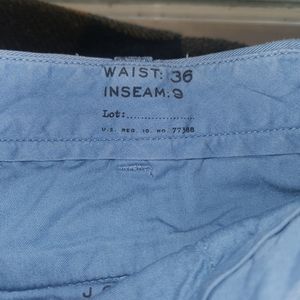 WAIST: 36
INSEAM: 9
Lot:....................
U.S. REG. ID. NO. 77388
J